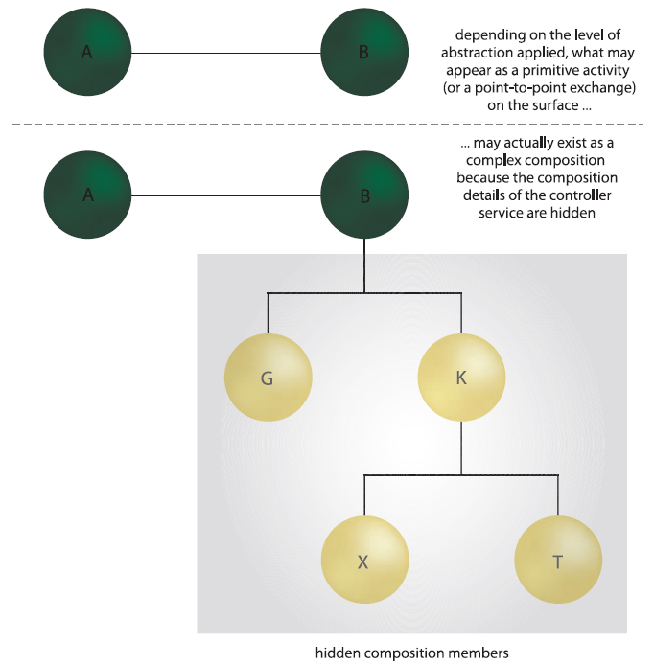 A
B
depending on the level of
abstraction applied, what may
appear as a primitive activity
(or a point-to-point exchange)
on the surface ...
... may actually exist as a
complex composition
because the composition
details of the controller
service are hidden
A
B
G
K
X
T
hidden composition members